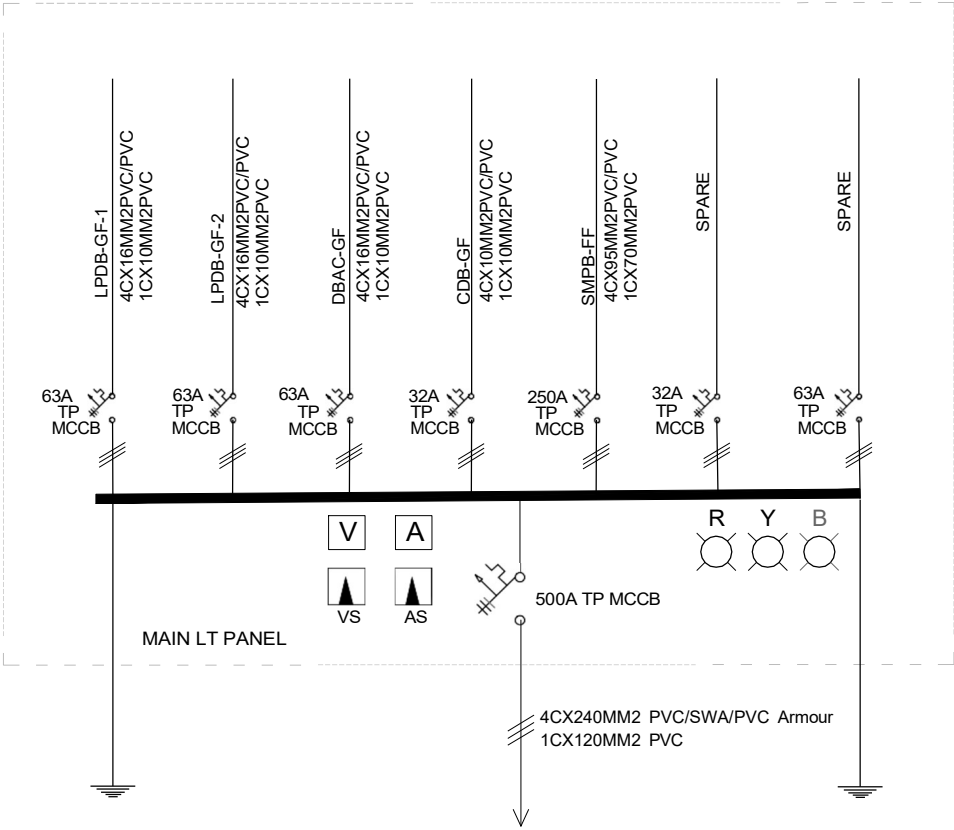 LPDB-GF-1
4CX16MM2PVC/PVC
1CX10MM2PVC
LPDB-GF-2
4CX16MM2PVC/PVC
1CX10MM2PVC
DBAC-GF
4CX16MM2PVC/PVC
1CX10MM2PVC
CDB-GF
4CX10MM2PVC/PVC
1CX10MM2PVC
SMPB-FF
4CX95MM2PVC/PVC
1CX70MM2PVC
SPARE
SPARE
63A
TP
MCCB
63A
TP
MCCB
63A
TP
MCCB
32A
TP
MCCB
250A
TP
MCCB
32A
TP
MCCB
63A
TP
MCCB
V A
R Y B
VS AS
500A TP MCCB
MAIN LT PANEL
4CX240MM2 PVC/SWA/PVC Armour
1CX120MM2 PVC